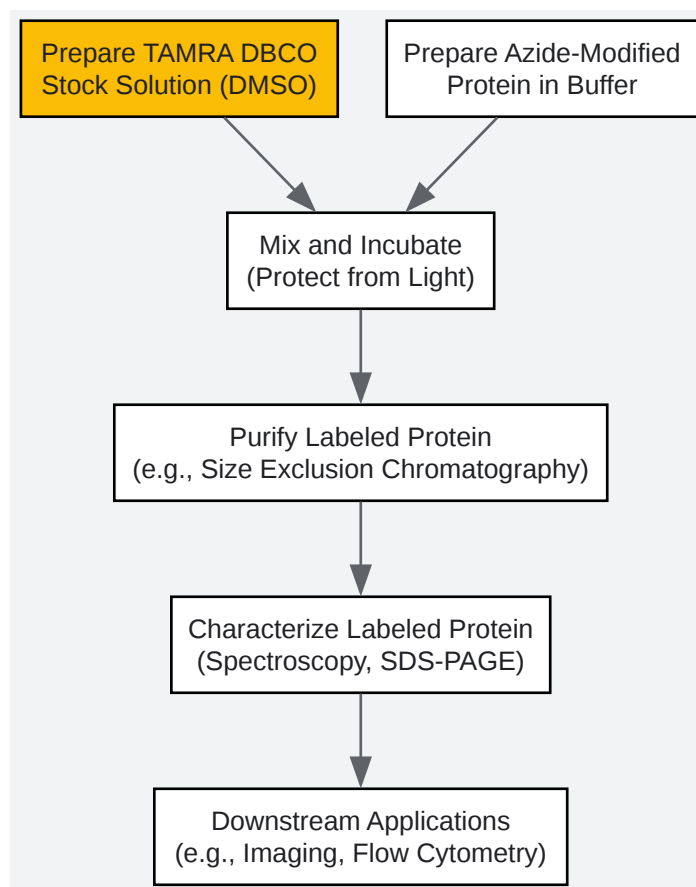 Prepare TAMRA DBCO
Stock Solution (DMSO)
Prepare Azide-Modified
Protein in Buffer
Mix and Incubate
(Protect from Light)
Purify Labeled Protein
(e.g., Size Exclusion Chromatography)
Characterize Labeled Protein
(Spectroscopy, SDS-PAGE)
Downstream Applications
(e.g., Imaging, Flow Cytometry)